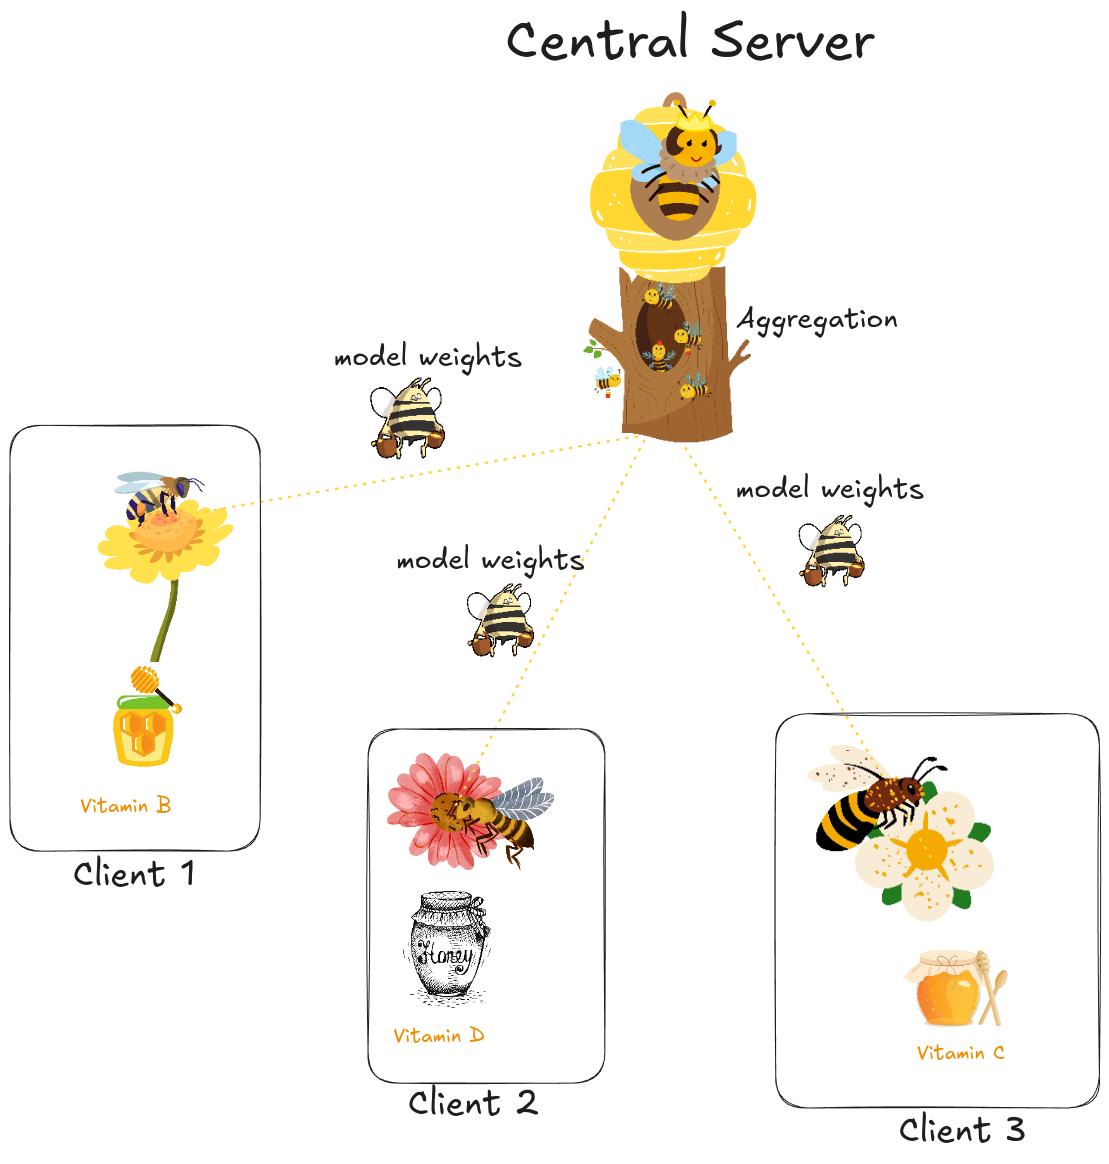 Central Server
Aggregation
model weights
model weights
model weights
Vitamin B
Client 1
Honey
Vitamin D
Client 2
Vitamin C
Client 3